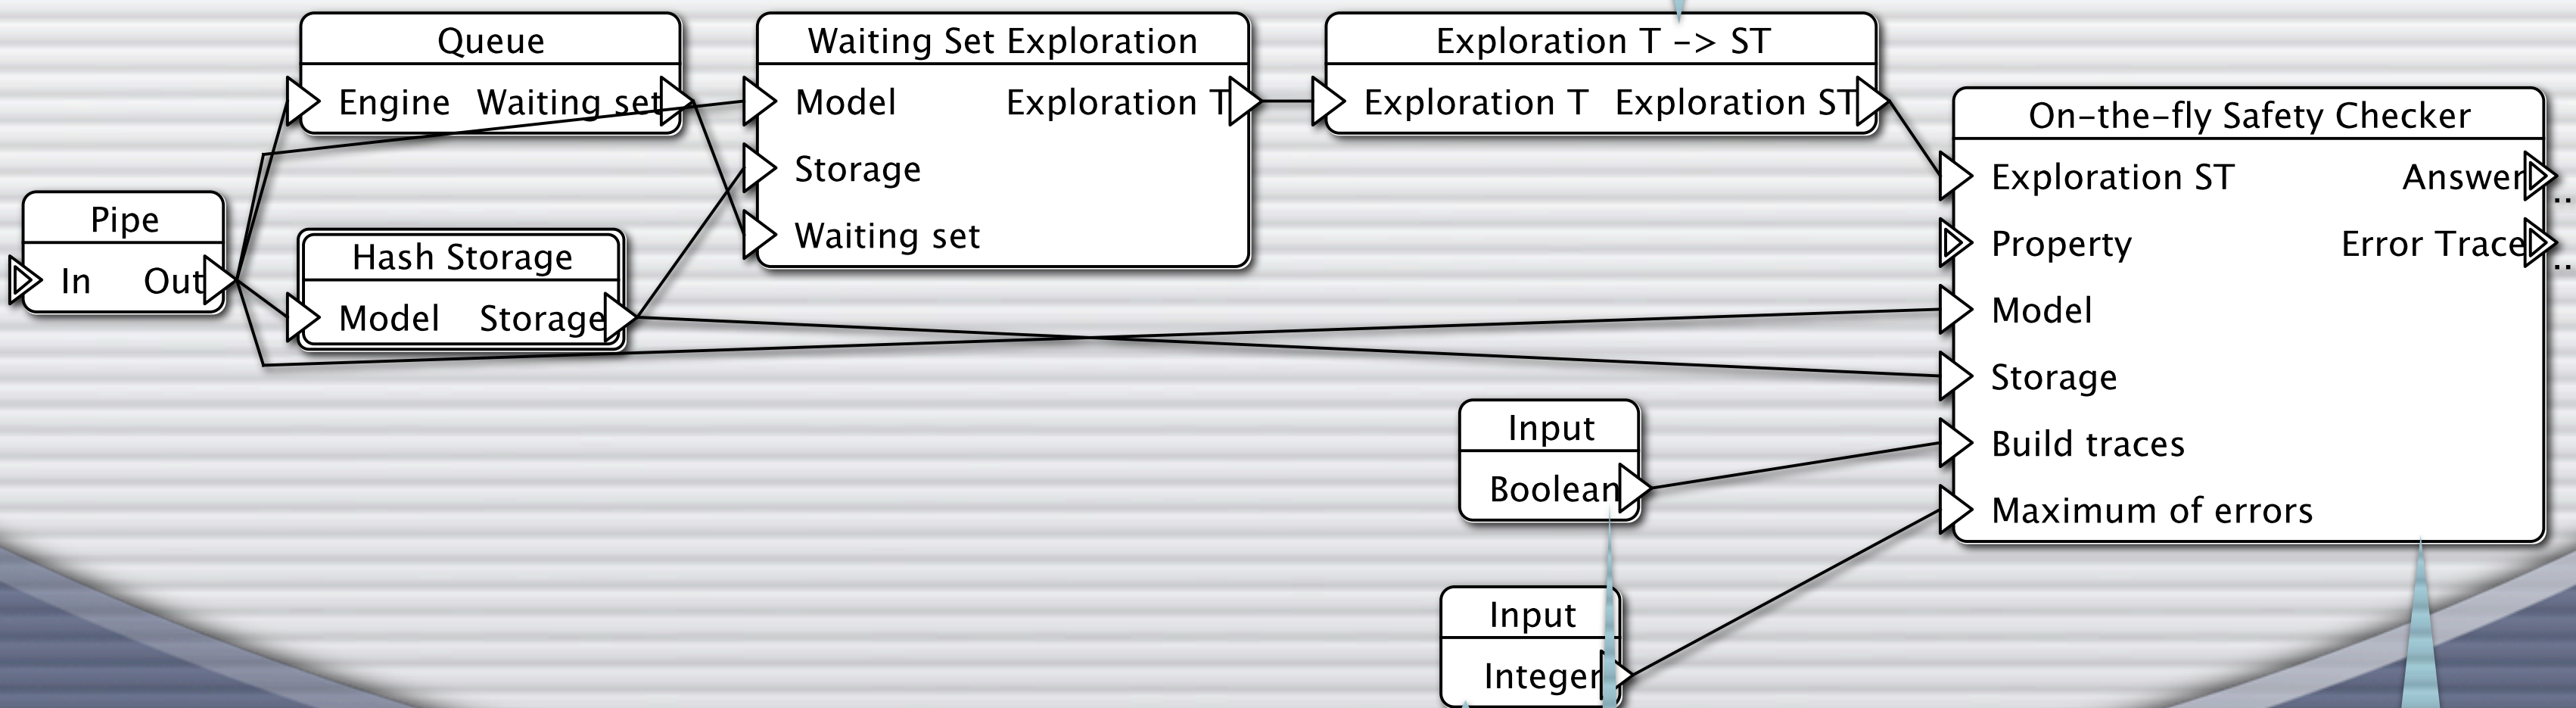 Queue
Engine Waiting set
Waiting Set Exploration
Model Exploration T
Storage
Waiting set
Exploration T -> ST
Exploration T Exploration ST
Pipe
In Out
Hash Storage
Model Storage
On-the-fly Safety Checker
Exploration ST Answer
Property Error Trace
Model
Storage
Build traces
Maximum of errors
Input
Boolean
Input
Integer
..
..